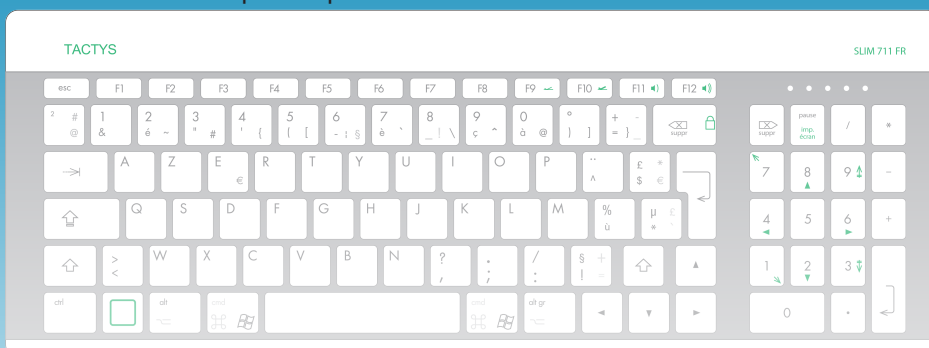 TACTYS SLIM 711 FR
esc F1 F2 F3 F4 F5 F6 F7 F8 F9 F10 F11 F12
2 # @ 1 & 2 é ~ 3 " # 4 ' { 5 ( [ 6 - ¦ § 7 è ` 8 _ | \ 9 ç ^ 0 à @ ° ) ] + - = } _ suppr suppr pause imp. écran / *
A Z E € R T Y U I O P ¨ ^ £ * $ € 7 8 9 -
Q S D F G H J K L M % ù µ £ * ` 4 5 6 +
> < W X C V B N ? , . ; / : § + ! = 1 2 3
ctrl alt cmd cmd alt gr 0 .